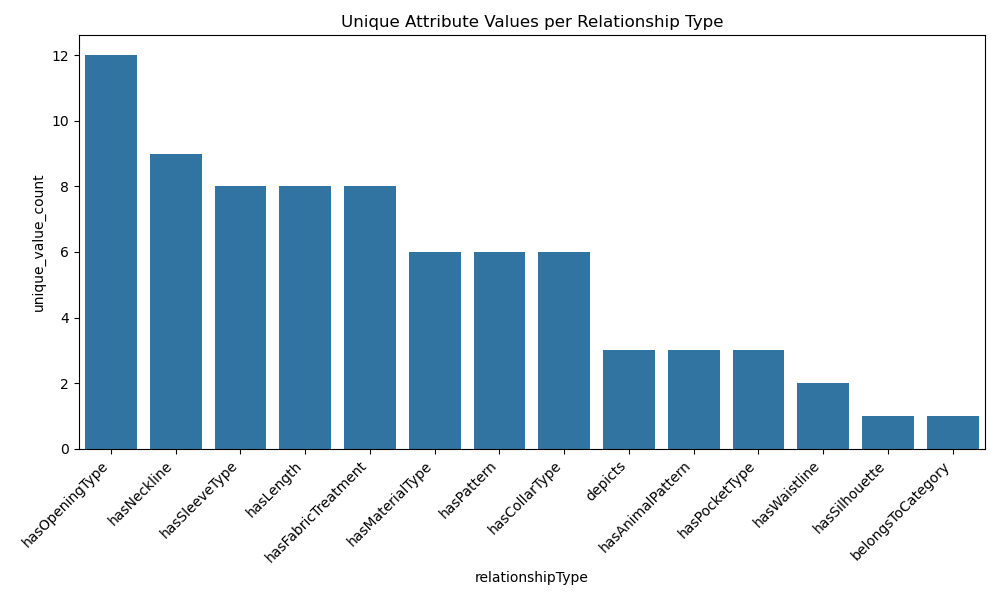 Unique Attribute Values per Relationship Type
unique_value_count
12
10
8
6
4
2
0
hasOpeningType
hasNeckline
hasSleeveType
hasLength
hasFabricTreatment
hasMaterialType
hasPattern
hasCollarType
depicts
hasAnimalPattern
hasPocketType
hasWaistline
hasSilhouette
belongsToCategory
relationshipType